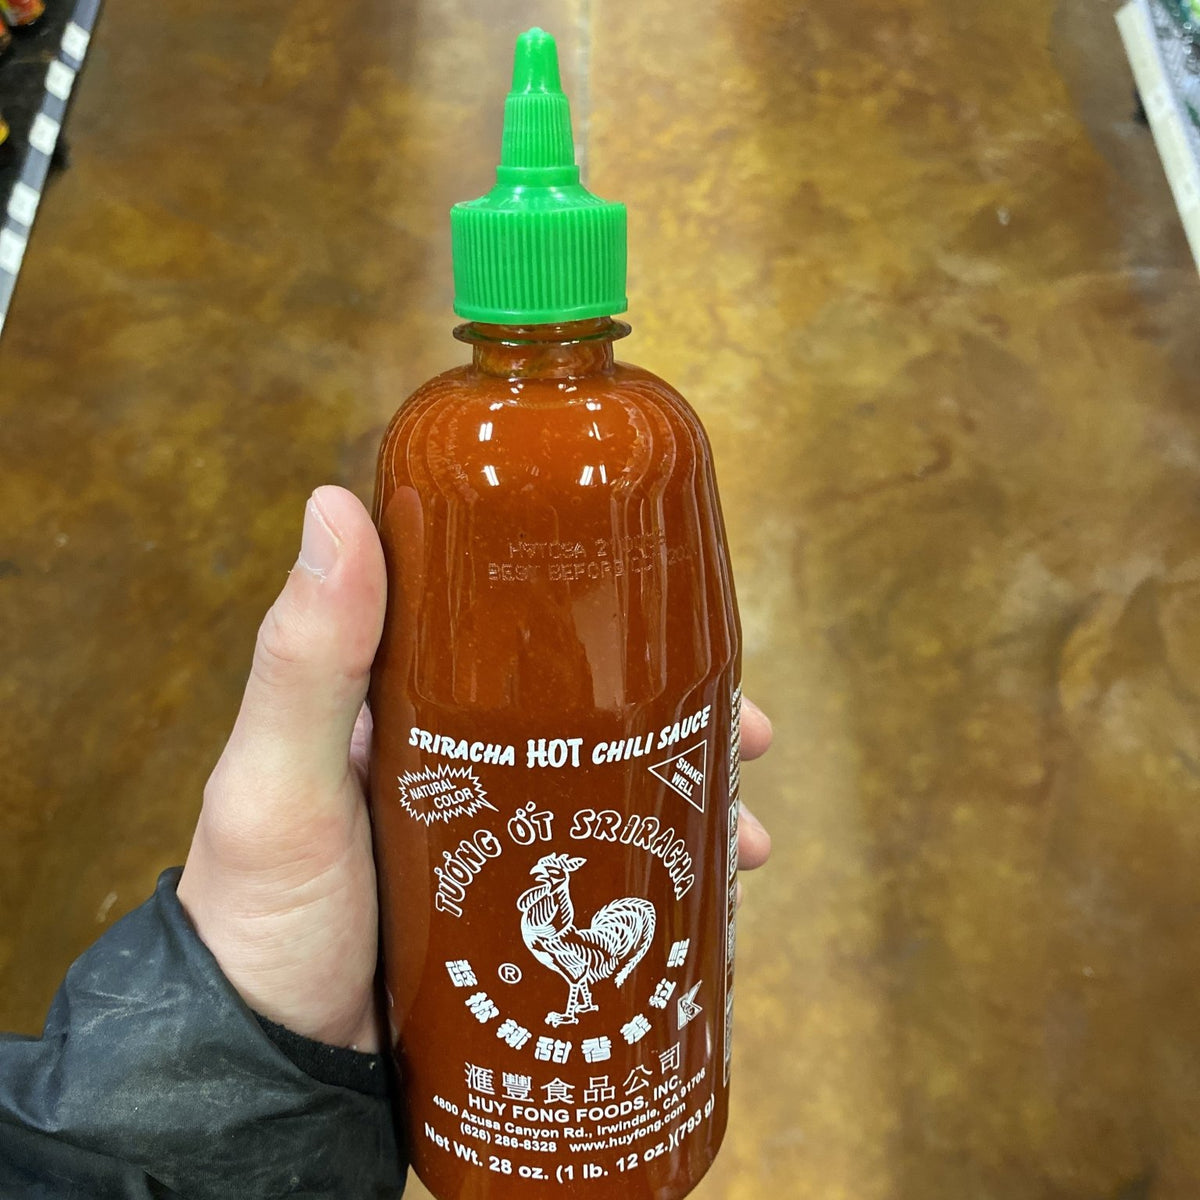 BEST BEFORE
SRIRACHA HOT CHILI SAUCE
NATURAL
COLOR
SHAKE
WELL
TƯƠNG ỚT SRIRACHA
®
滙豐食品公司
HUY FONG FOODS, INC.
4800 Azusa Canyon Rd., Irwindale, CA 91706
(626) 286-8328 www.huyfong.com
Net Wt. 28 oz. (1 lb. 12 oz.)(793 g)